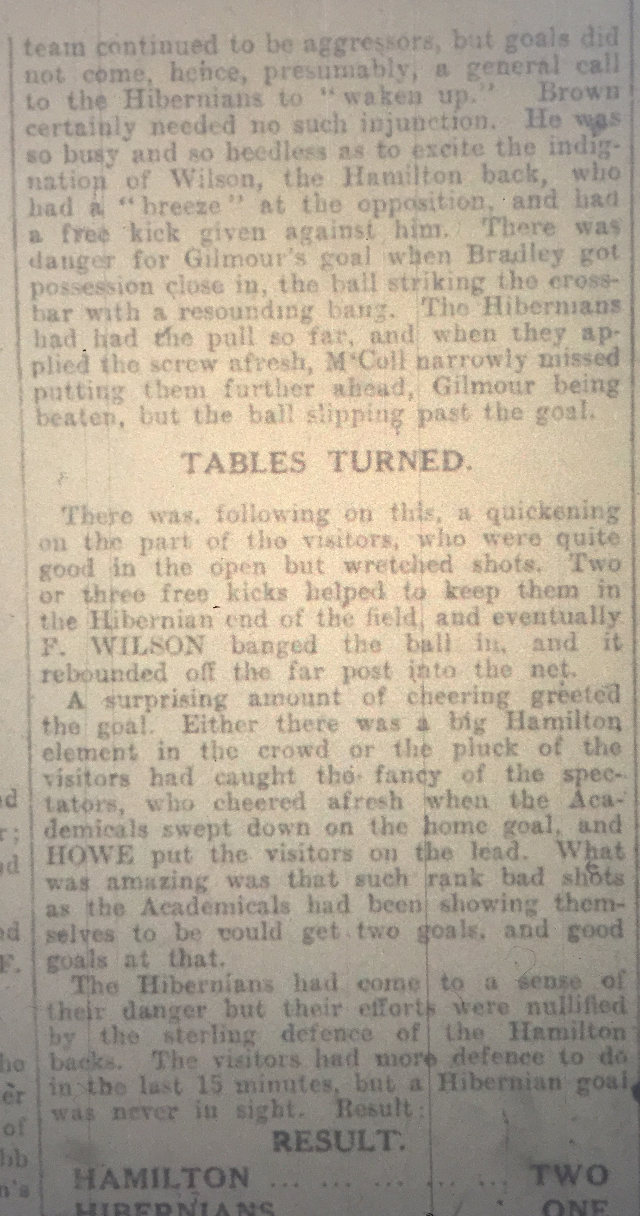 team continued to be aggressors, but goals did
not come, hence, presumably, a general call
to the Hibernians to "waken up." Brown
certainly needed no such injunction. He was
so busy and so heedless as to excite the indig-
nation of Wilson, the Hamilton back, who
had a "breeze" at the opposition, and had
a free kick given against him. There was
danger for Gilmour's goal when Bradley got
possession close in, the ball striking the cross-
bar with a resounding bang. The Hibernians
had had the pull so far, and when they ap-
plied the screw afresh, M'Coll narrowly missed
putting them further ahead, Gilmour being
beaten, but the ball slipping past the goal.
TABLES TURNED.
There was, following on this, a quickening
on the part of the visitors, who were quite
good in the open but wretched shots. Two
or three free kicks helped to keep them in
the Hibernian end of the field, and eventually
F. WILSON banged the ball in, and it
rebounded off the far post into the net.
A surprising amount of cheering greeted
the goal. Either there was a big Hamilton
element in the crowd or the pluck of the
visitors had caught the fancy of the spec-
tators, who cheered afresh when the Aca-
demicals swept down on the home goal, and
HOWE put the visitors on the lead. What
was amazing was that such rank bad shots
as the Academicals had been showing them-
selves to be could get two goals, and good
goals at that.
The Hibernians had come to a sense of
their danger but their efforts were nullified
by the sterling defence of the Hamilton
backs. The visitors had more defence to do
in the last 15 minutes, but a Hibernian goal
was never in sight. Result:
RESULT:
HAMILTON ... ... ... ... TWO
HIBERNIANS ONE